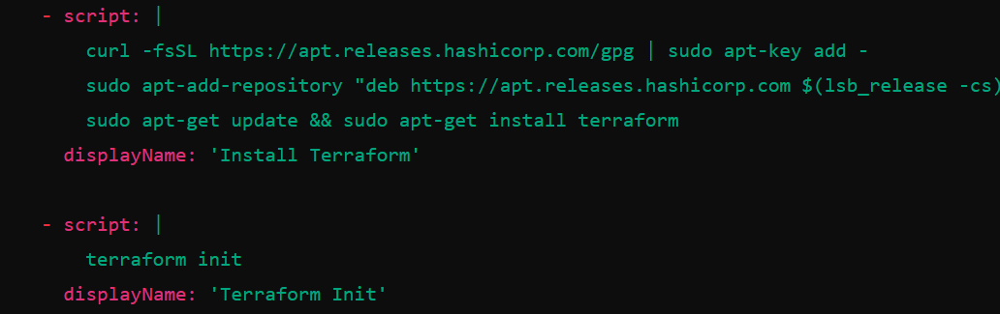 - script: |
curl -fsSL https://apt.releases.hashicorp.com/gpg | sudo apt-key add -
sudo apt-add-repository "deb https://apt.releases.hashicorp.com $(lsb_release -cs)
sudo apt-get update && sudo apt-get install terraform
displayName: 'Install Terraform'
- script: |
terraform init
displayName: 'Terraform Init'